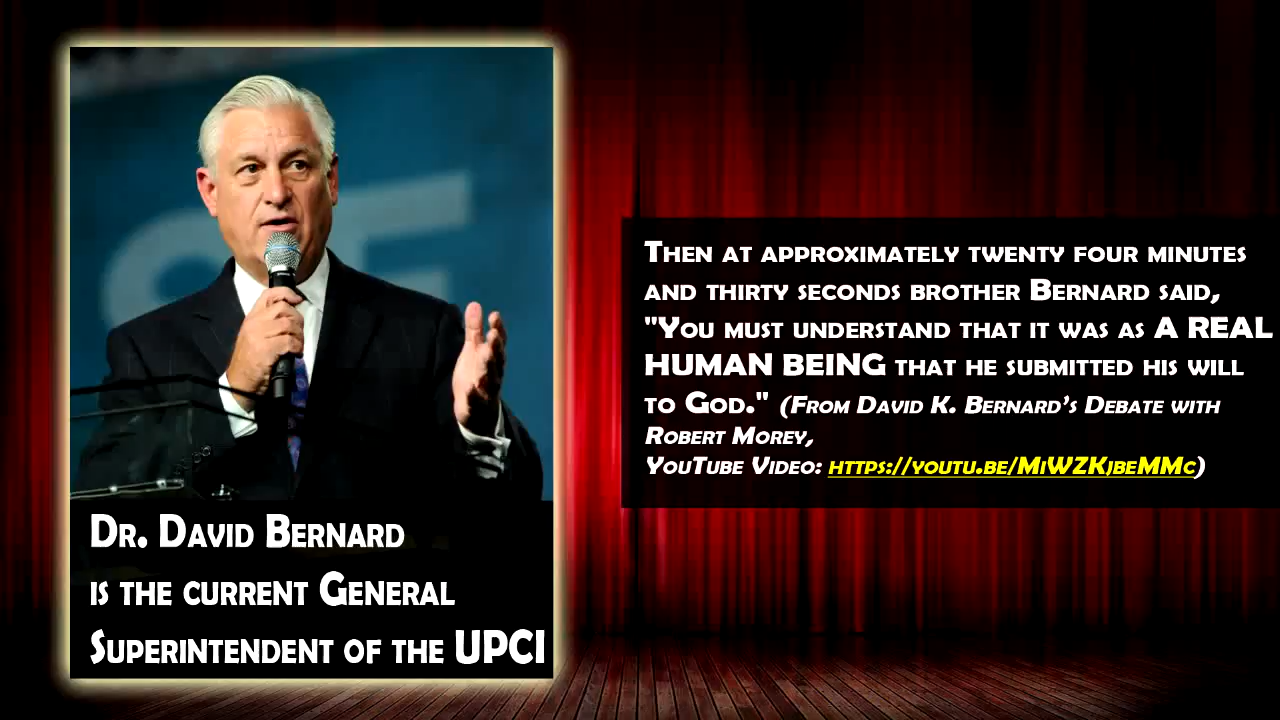 Then at approximately twenty four minutes
and thirty seconds brother Bernard said,
"You must understand that it was as A REAL
HUMAN BEING that he submitted his will
to God." (From David K. Bernard's Debate with
Robert Morey,
YouTube Video: https://youtu.be/MiWZKjbeMMc)
Dr. David Bernard
is the current General
Superintendent of the UPCI